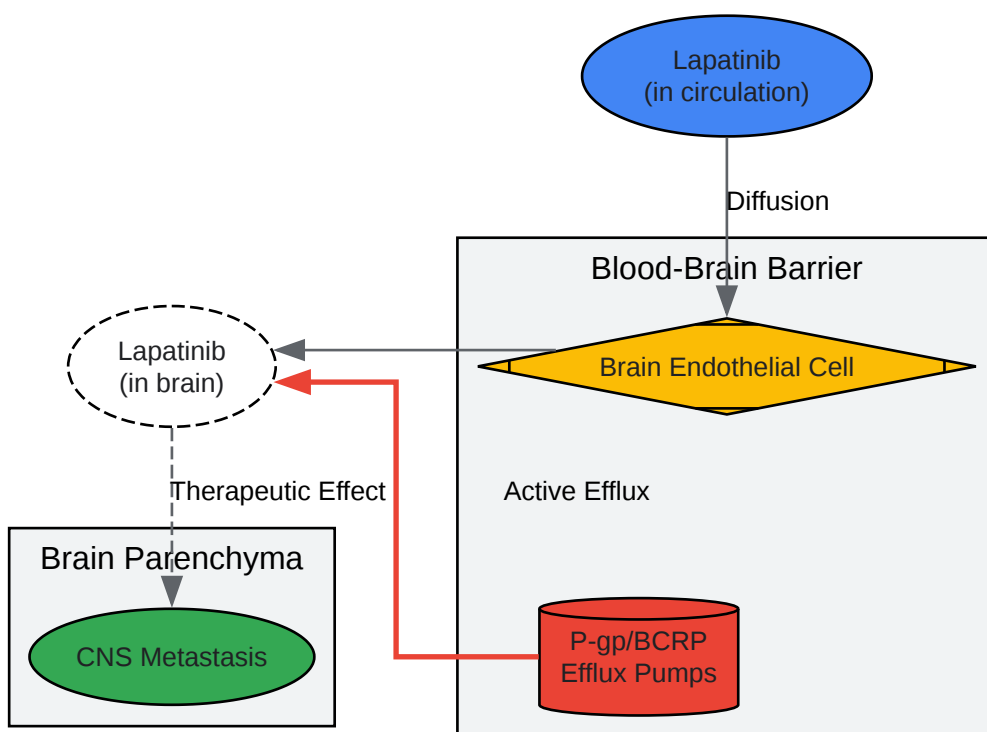 Lapatinib
(in circulation)
Diffusion
Blood-Brain Barrier
Lapatinib
(in brain)
Brain Endothelial Cell
Therapeutic Effect
Active Efflux
Brain Parenchyma
CNS Metastasis
P-gp/BCRP
Efflux Pumps